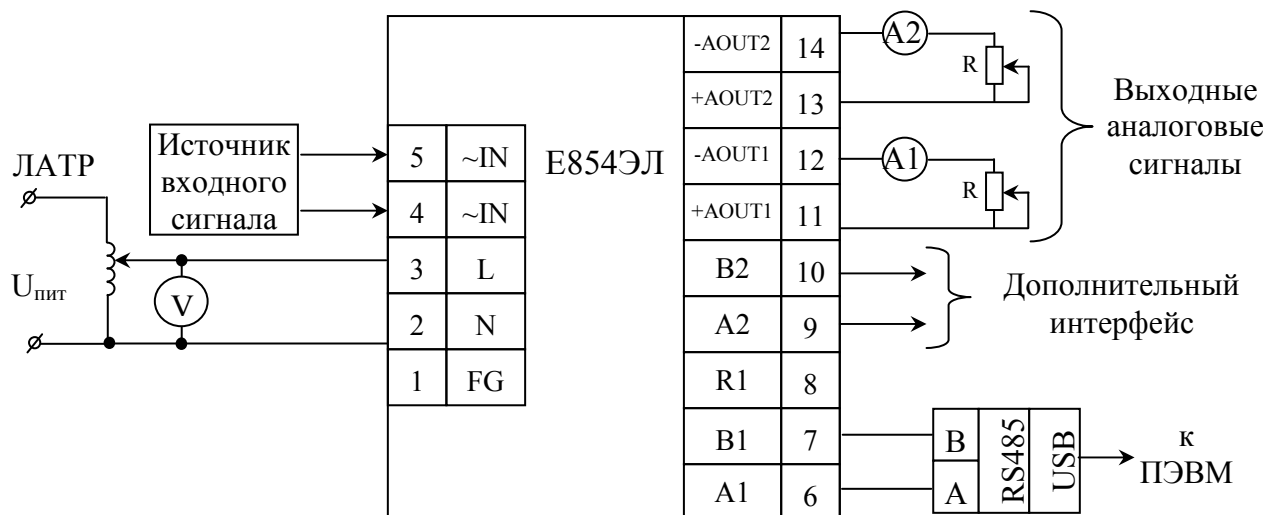 ЛАТР
Uпит
V
Источник
входного
сигнала
5 ~IN
4 ~IN
3 L
2 N
1 FG
Е854ЭЛ
-AOUT2 14
+AOUT2 13
-AOUT1 12
+AOUT1 11
B2 10
A2 9
R1 8
B1 7
A1 6
A2
R
A1
R
Выходные
аналоговые
сигналы
Дополнительный
интерфейс
B
A
RS485
USB
к
ПЭВМ